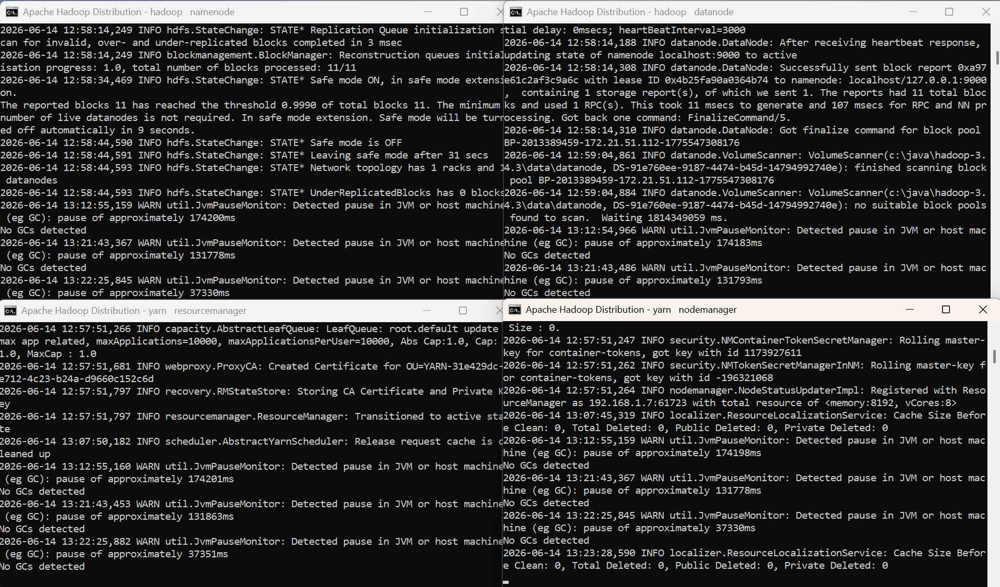 Apache Hadoop Distribution - hadoop   namenode
2026-06-14 12:58:14,249 INFO hdfs.StateChange: STATE* Replication Queue initialization s
can for invalid, over- and under-replicated blocks completed in 3 msec
2026-06-14 12:58:14,249 INFO blockmanagement.BlockManager: Reconstruction queues initial
isation progress: 1.0, total number of blocks processed: 11/11
2026-06-14 12:58:34,469 INFO hdfs.StateChange: STATE* Safe mode ON, in safe mode extensi
on.
The reported blocks 11 has reached the threshold 0.9990 of total blocks 11. The minimum
number of live datanodes is not required. In safe mode extension. Safe mode will be turn
ed off automatically in 9 seconds.
2026-06-14 12:58:44,590 INFO hdfs.StateChange: STATE* Safe mode is OFF
2026-06-14 12:58:44,591 INFO hdfs.StateChange: STATE* Leaving safe mode after 31 secs
2026-06-14 12:58:44,593 INFO hdfs.StateChange: STATE* Network topology has 1 racks and 1
 datanodes
2026-06-14 12:58:44,593 INFO hdfs.StateChange: STATE* UnderReplicatedBlocks has 0 blocks
2026-06-14 13:12:55,159 WARN util.JvmPauseMonitor: Detected pause in JVM or host machine
 (eg GC): pause of approximately 174200ms
No GCs detected
2026-06-14 13:21:43,367 WARN util.JvmPauseMonitor: Detected pause in JVM or host machine
 (eg GC): pause of approximately 131778ms
No GCs detected
2026-06-14 13:22:25,845 WARN util.JvmPauseMonitor: Detected pause in JVM or host machine
 (eg GC): pause of approximately 37330ms
Apache Hadoop Distribution - hadoop   datanode
tial delay: 0msecs; heartBeatInterval=3000
2026-06-14 12:58:14,188 INFO datanode.DataNode: After receiving heartbeat response,
updating state of namenode localhost:9000 to active
2026-06-14 12:58:14,308 INFO datanode.DataNode: Successfully sent block report 0xa97
e61c2af3c9a6c with lease ID 0x4b25fa90a0364b74 to namenode: localhost/127.0.0.1:9000
,  containing 1 storage report(s), of which we sent 1. The reports had 11 total bloc
ks and used 1 RPC(s). This took 11 msecs to generate and 107 msecs for RPC and NN pr
ocessing. Got back one command: FinalizeCommand/5.
2026-06-14 12:58:14,310 INFO datanode.DataNode: Got finalize command for block pool
BP-2013389459-172.21.51.112-1775547308176
2026-06-14 12:59:04,861 INFO datanode.VolumeScanner: VolumeScanner(c:\java\hadoop-3.
4.3\data\datanode, DS-91e760ee-9187-4474-b45d-14794992740e): finished scanning block
 pool BP-2013389459-172.21.51.112-1775547308176
2026-06-14 12:59:04,884 INFO datanode.VolumeScanner: VolumeScanner(c:\java\hadoop-3.
4.3\data\datanode, DS-91e760ee-9187-4474-b45d-14794992740e): no suitable block pools
 found to scan.  Waiting 1814349059 ms.
2026-06-14 13:12:54,966 WARN util.JvmPauseMonitor: Detected pause in JVM or host mac
hine (eg GC): pause of approximately 174183ms
No GCs detected
2026-06-14 13:21:43,486 WARN util.JvmPauseMonitor: Detected pause in JVM or host mac
hine (eg GC): pause of approximately 131793ms
No GCs detected
Apache Hadoop Distribution - yarn   resourcemanager
2026-06-14 12:57:51,266 INFO capacity.AbstractLeafQueue: LeafQueue: root.default update
max app related, maxApplications=10000, maxApplicationsPerUser=10000, Abs Cap:1.0, Cap:
1.0, MaxCap : 1.0
2026-06-14 12:57:51,681 INFO webproxy.ProxyCA: Created Certificate for OU=YARN-31e429dc-
e712-4c23-b24a-d9660c152c6d
2026-06-14 12:57:51,797 INFO recovery.RMStateStore: Storing CA Certificate and Private K
ey
2026-06-14 12:57:51,797 INFO resourcemanager.ResourceManager: Transitioned to active sta
te
2026-06-14 13:07:50,182 INFO scheduler.AbstractYarnScheduler: Release request cache is c
leaned up
2026-06-14 13:12:55,160 WARN util.JvmPauseMonitor: Detected pause in JVM or host machine
 (eg GC): pause of approximately 174201ms
No GCs detected
2026-06-14 13:21:43,453 WARN util.JvmPauseMonitor: Detected pause in JVM or host machine
 (eg GC): pause of approximately 131863ms
No GCs detected
2026-06-14 13:22:25,882 WARN util.JvmPauseMonitor: Detected pause in JVM or host machine
 (eg GC): pause of approximately 37351ms
No GCs detected
Apache Hadoop Distribution - yarn   nodemanager
 Size : 0.
2026-06-14 12:57:51,247 INFO security.NMContainerTokenSecretManager: Rolling master-
key for container-tokens, got key with id 1173927611
2026-06-14 12:57:51,262 INFO security.NMTokenSecretManagerInNM: Rolling master-key f
or container-tokens, got key with id -196321068
2026-06-14 12:57:51,264 INFO nodemanager.NodeStatusUpdaterImpl: Registered with Reso
urceManager as 192.168.1.7:61723 with total resource of <memory:8192, vCores:8>
2026-06-14 13:07:45,319 INFO localizer.ResourceLocalizationService: Cache Size Befor
e Clean: 0, Total Deleted: 0, Public Deleted: 0, Private Deleted: 0
2026-06-14 13:12:55,159 WARN util.JvmPauseMonitor: Detected pause in JVM or host mac
hine (eg GC): pause of approximately 174198ms
No GCs detected
2026-06-14 13:21:43,367 WARN util.JvmPauseMonitor: Detected pause in JVM or host mac
hine (eg GC): pause of approximately 131778ms
No GCs detected
2026-06-14 13:22:25,845 WARN util.JvmPauseMonitor: Detected pause in JVM or host mac
hine (eg GC): pause of approximately 37330ms
No GCs detected
2026-06-14 13:23:28,590 INFO localizer.ResourceLocalizationService: Cache Size Befor
e Clean: 0, Total Deleted: 0, Public Deleted: 0, Private Deleted: 0